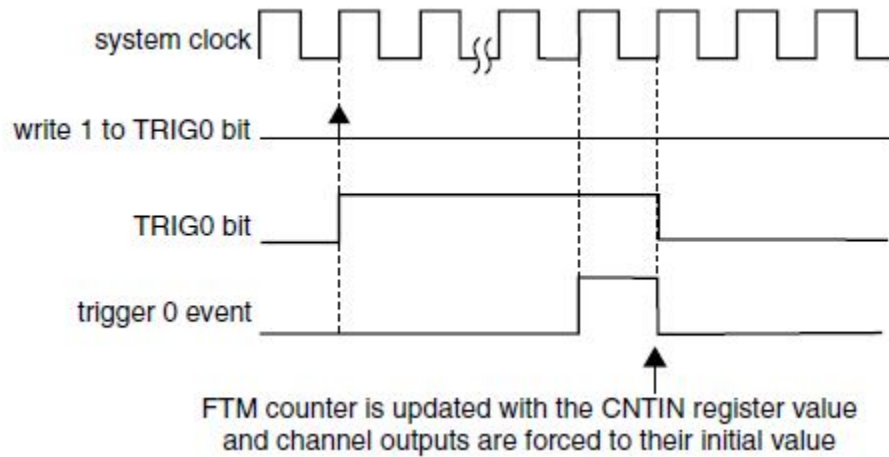 system clock
write 1 to TRIG0 bit
TRIG0 bit
trigger 0 event
FTM counter is updated with the CNTIN register value
and channel outputs are forced to their initial value